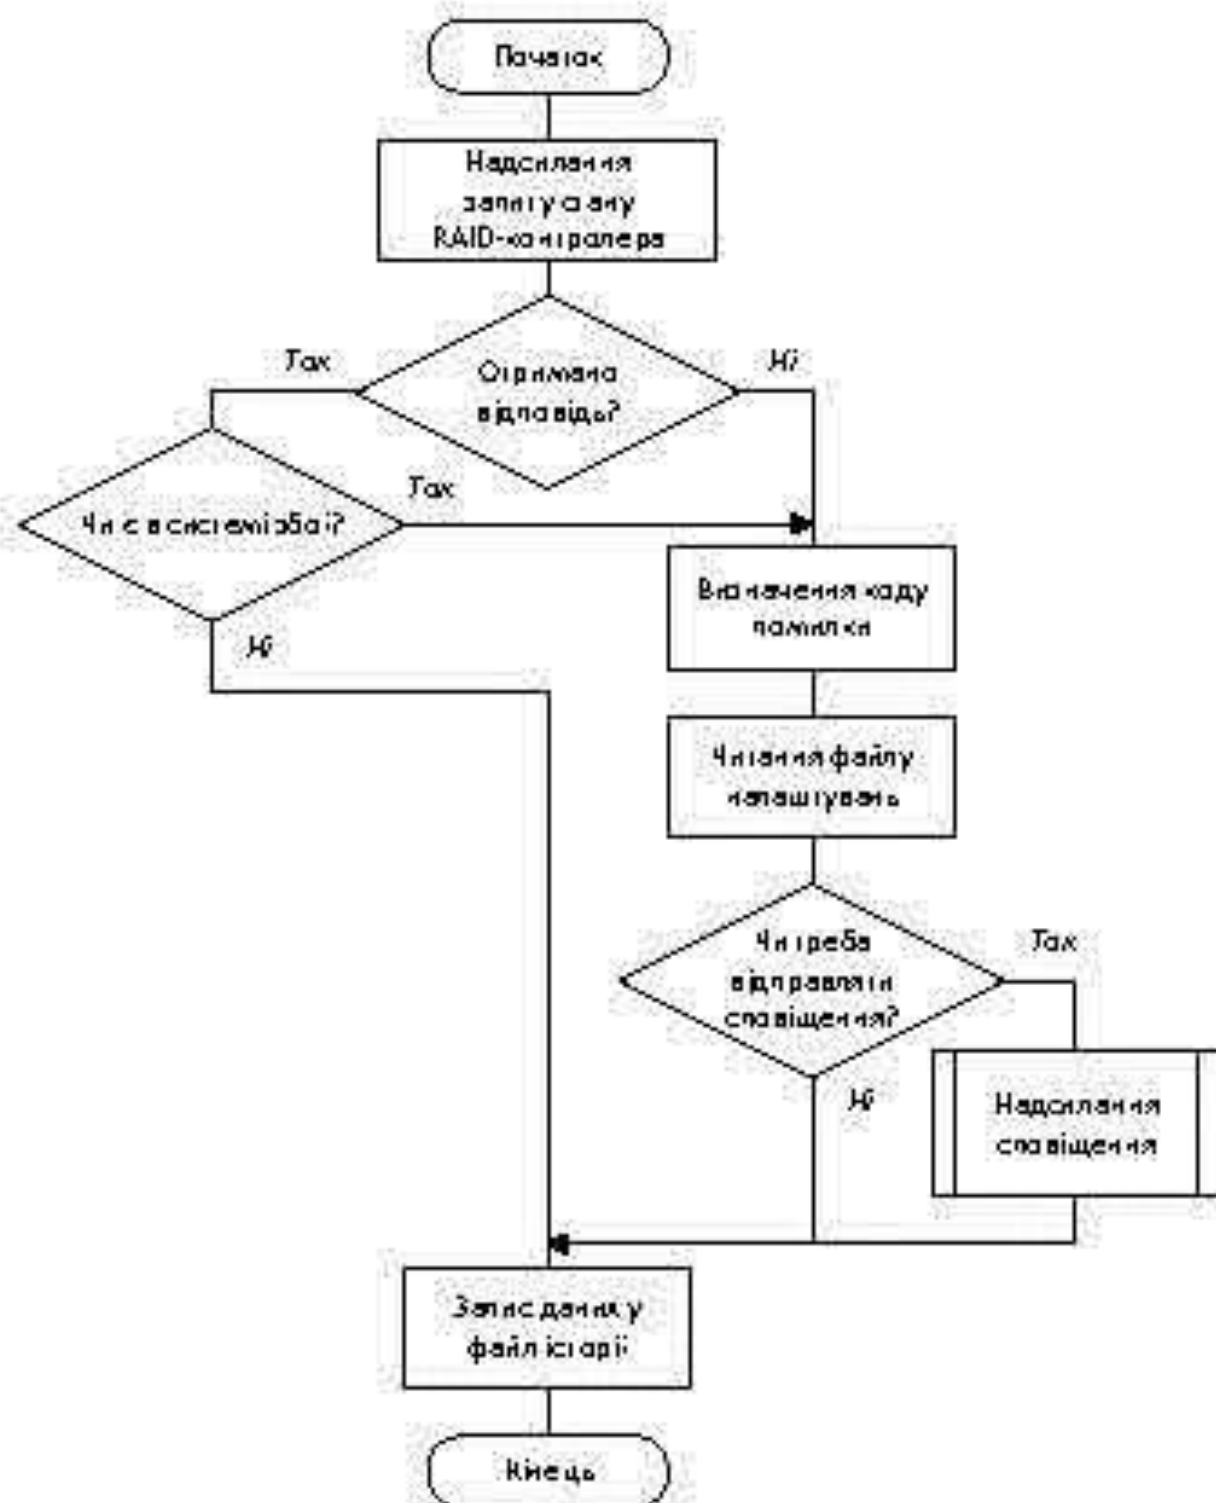 Початок
Надсилання
запиту стану
RAID-контролера
Отримано
відповідь?
Так
Ні
Чи є в системі збої?
Так
Ні
Визначення коду
помилки
Читання файлу
налаштувань
Чи треба
відправляти
сповіщення?
Так
Ні
Надсилання
сповіщення
Запис даних у
файл історії
Кінець